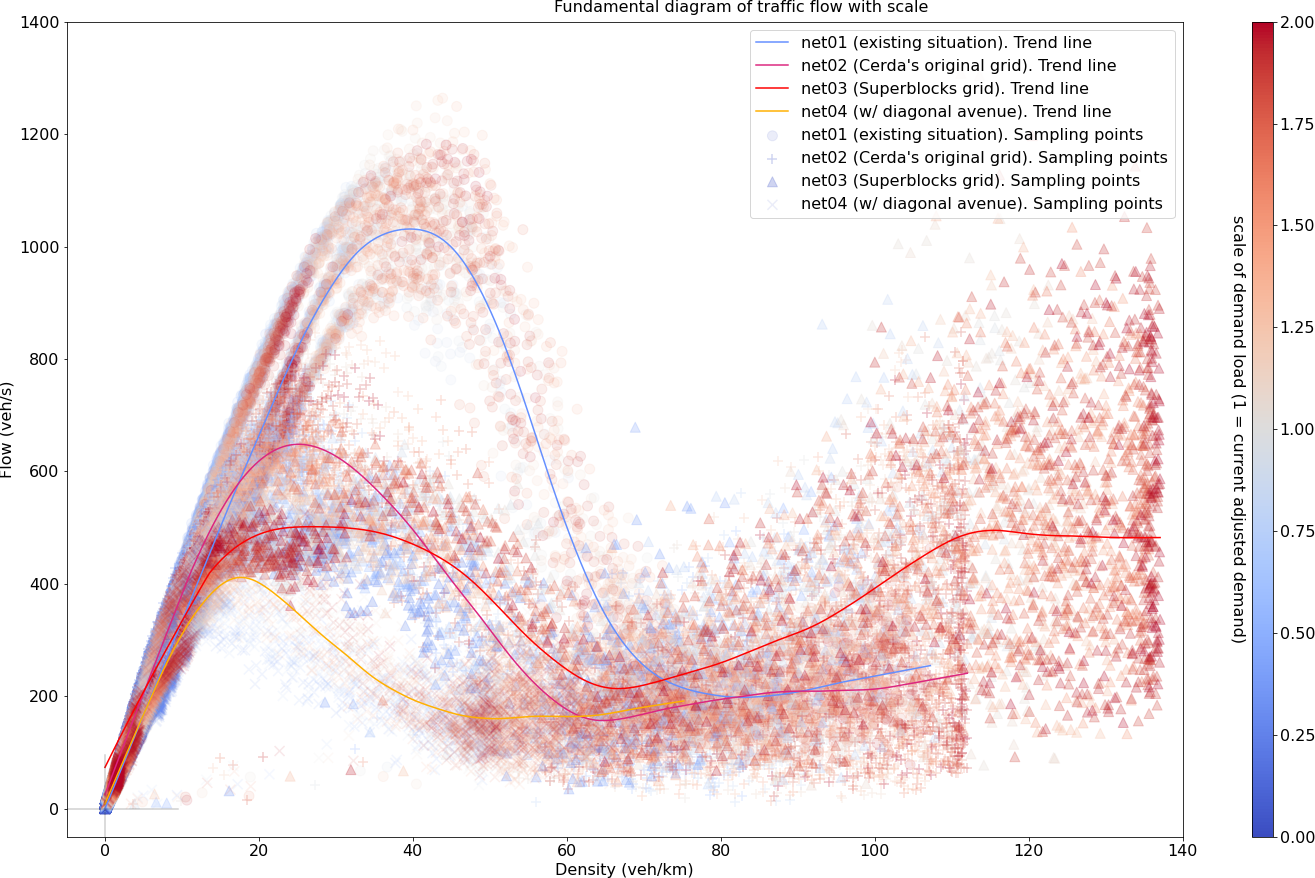 Fundamental diagram of traffic flow with scale
1400
1200
1000
800
600
400
200
0
Flow (veh/s)
net01 (existing situation). Trend line
net02 (Cerda's original grid). Trend line
net03 (Superblocks grid). Trend line
net04 (w/ diagonal avenue). Trend line
net01 (existing situation). Sampling points
net02 (Cerda's original grid). Sampling points
net03 (Superblocks grid). Sampling points
net04 (w/ diagonal avenue). Sampling points
0 20 40 60 80 100 120 140
Density (veh/km)
2.00
1.75
1.50
1.25
1.00
0.75
0.50
0.25
0.00
scale of demand load (1 = current adjusted demand)